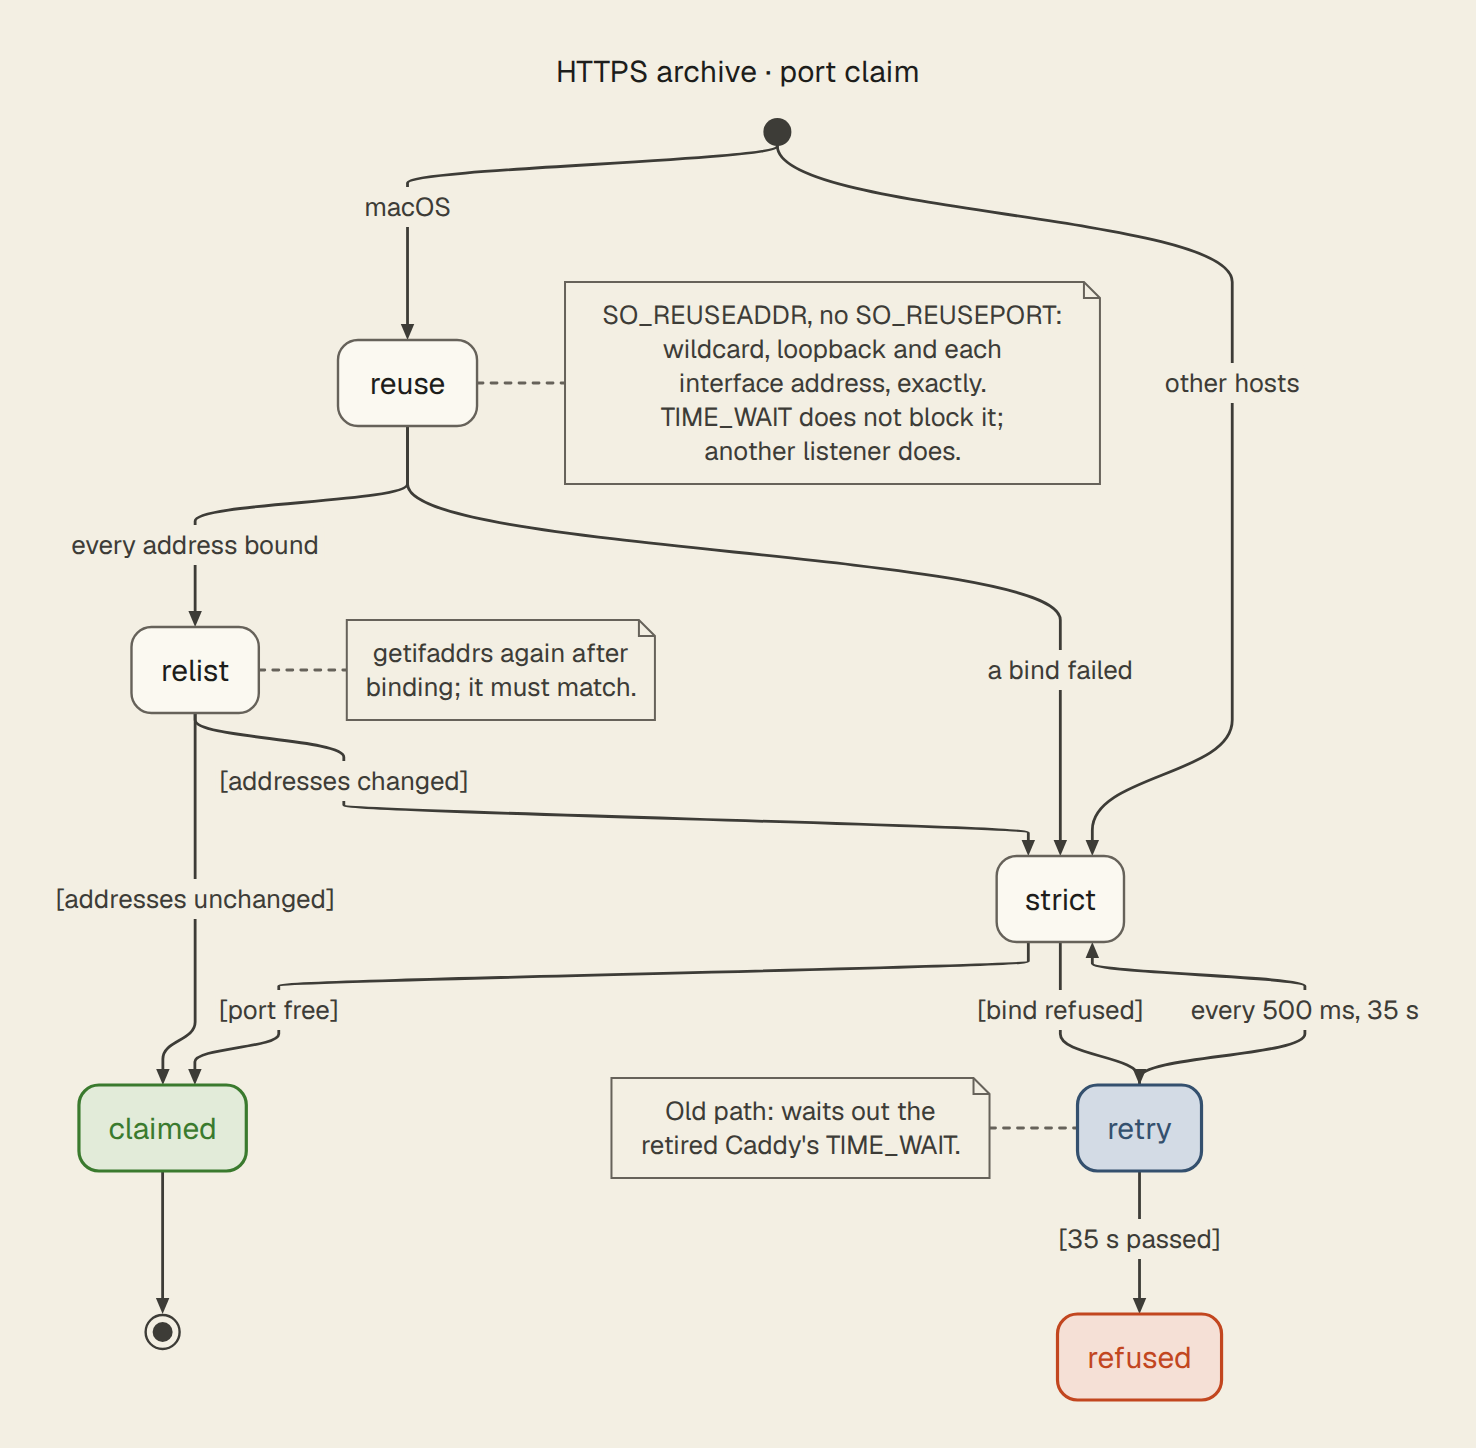 HTTPS archive · port claim
macOS
SO_REUSEADDR, no SO_REUSEPORT:
wildcard, loopback and each
interface address, exactly.
TIME_WAIT does not block it;
another listener does.
reuse
other hosts
every address bound
relist
getifaddrs again after
binding; it must match.
a bind failed
[addresses changed]
[addresses unchanged]
strict
[port free]
[bind refused]
every 500 ms, 35 s
claimed
Old path: waits out the
retired Caddy's TIME_WAIT.
retry
[35 s passed]
refused